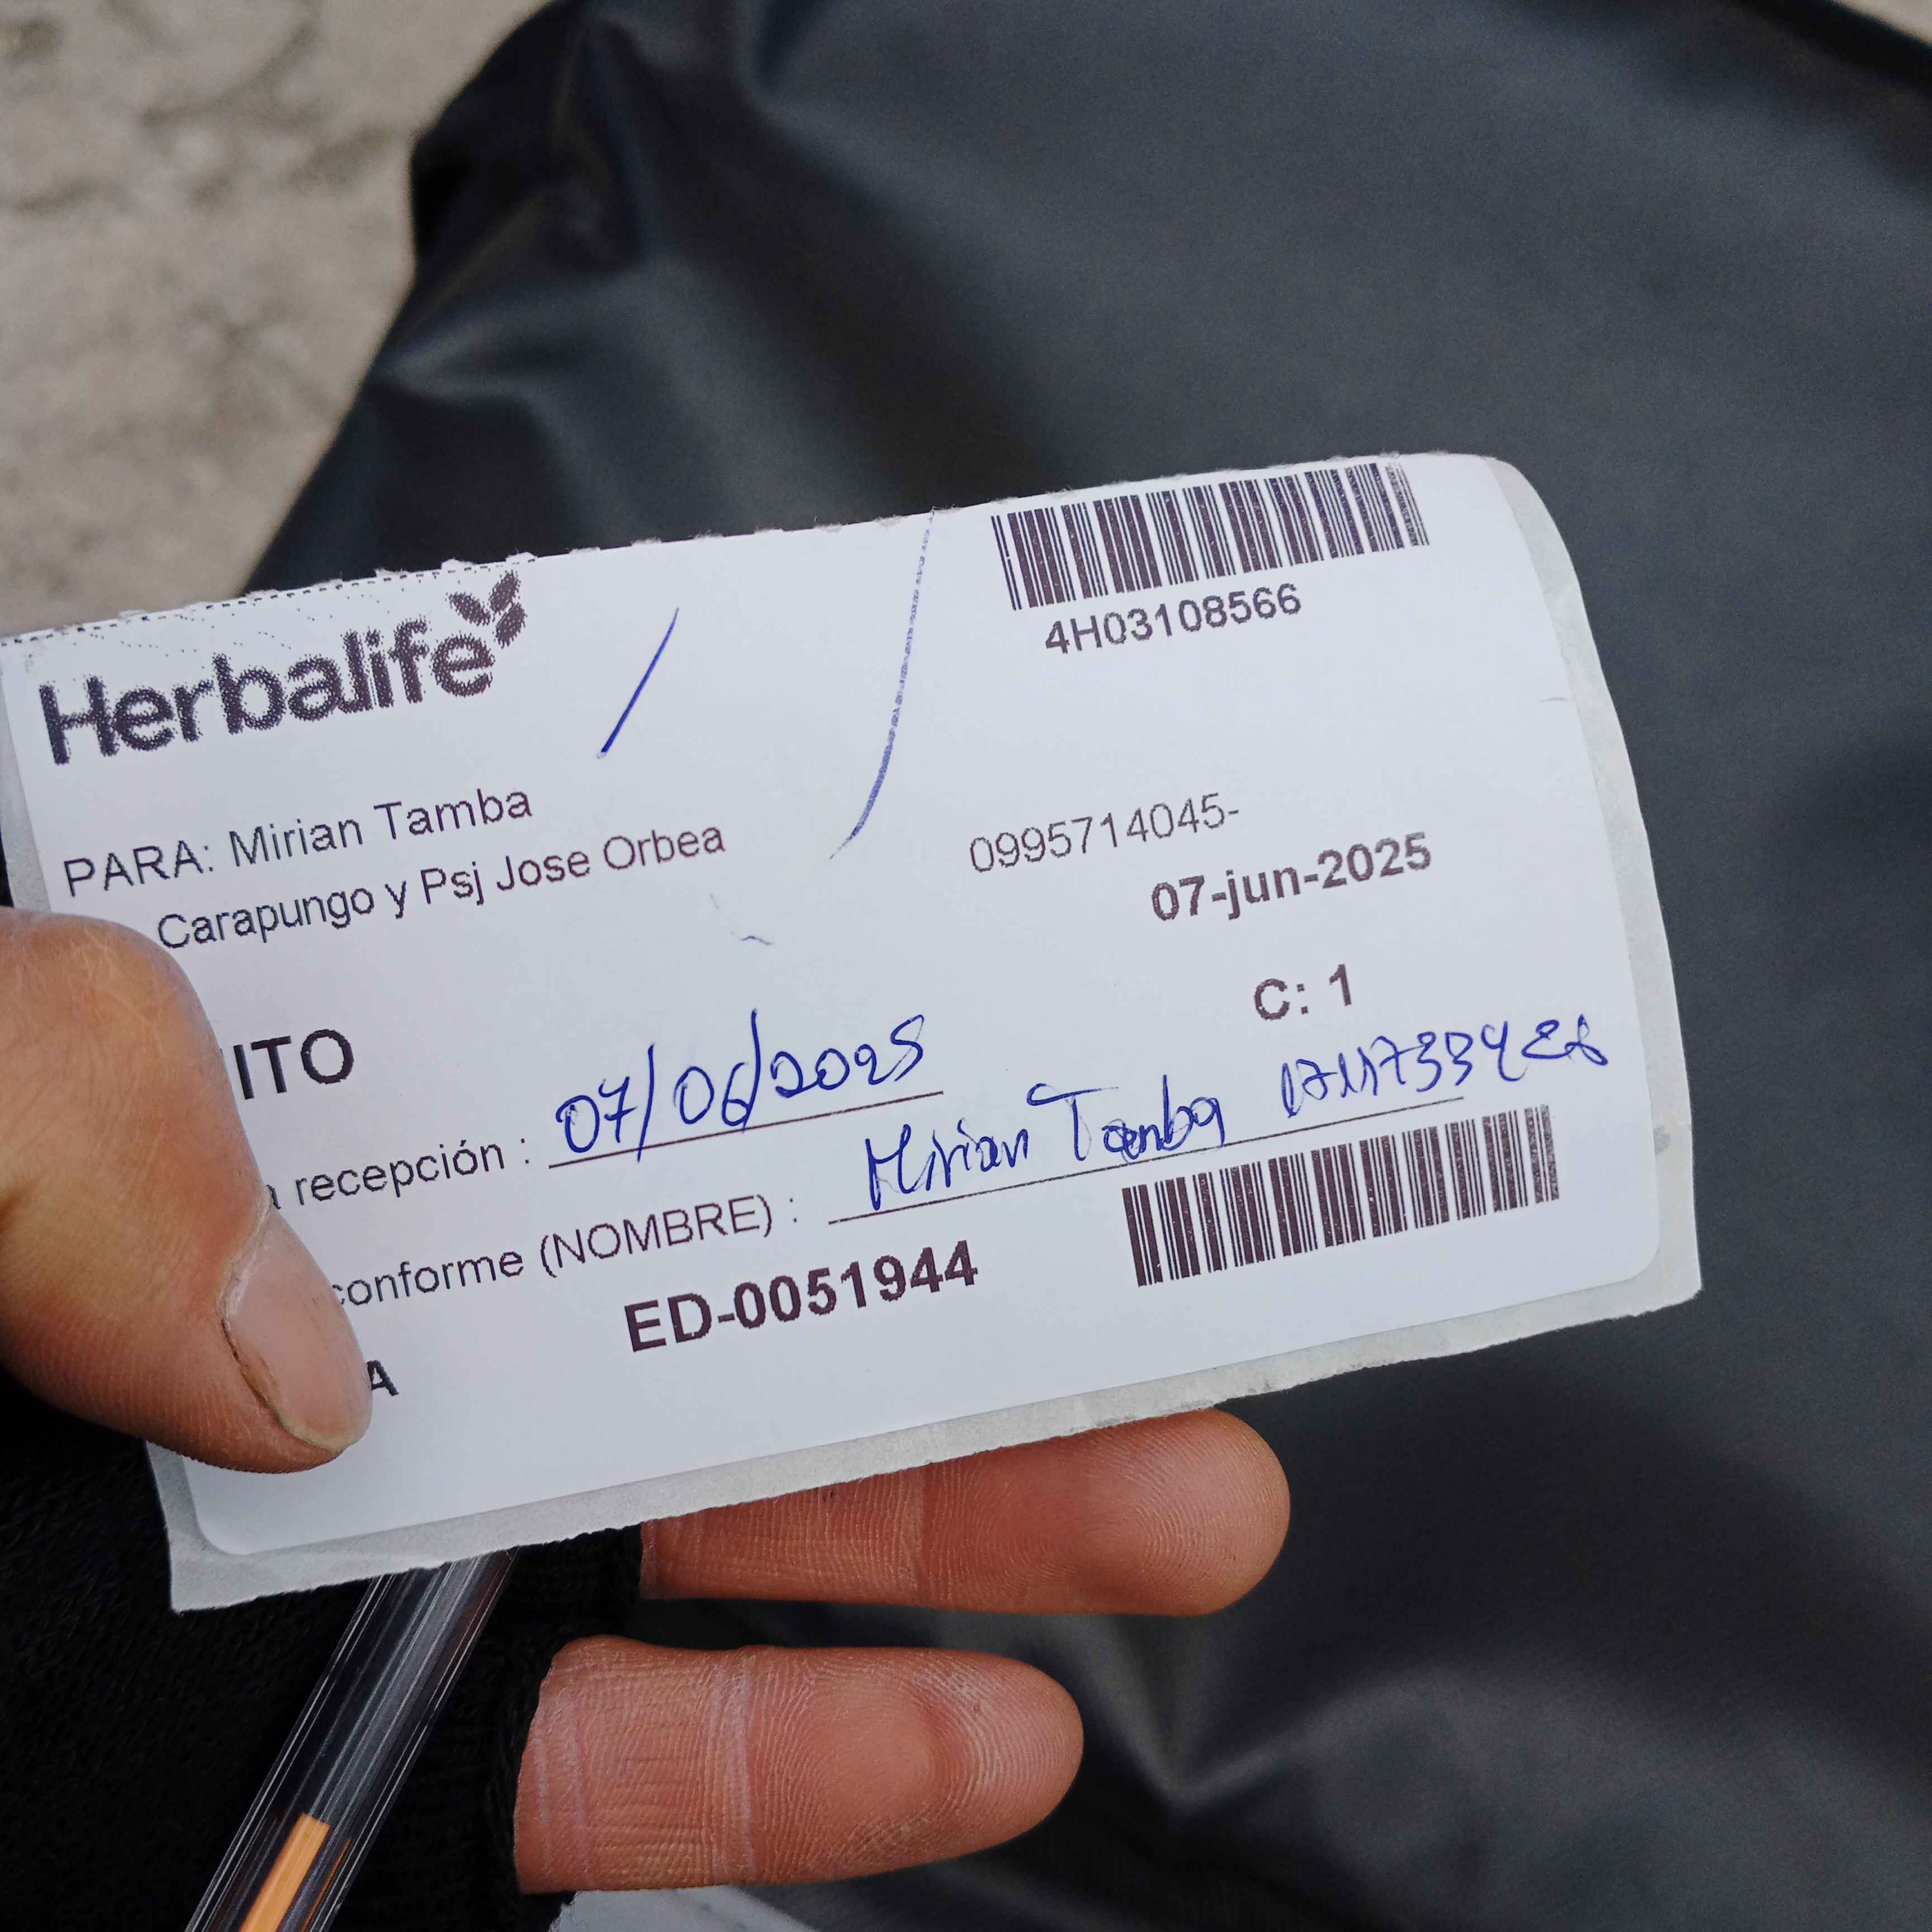 Herbalife
4H03108566
PARA: Mirian Tamba
Carapungo y Psj Jose Orbea
0995714045-
07-jun-2025
C: 1
ITO
recepción : 07/06/2025
conforme (NOMBRE) : Mirian Tamba
ED-0051944
A